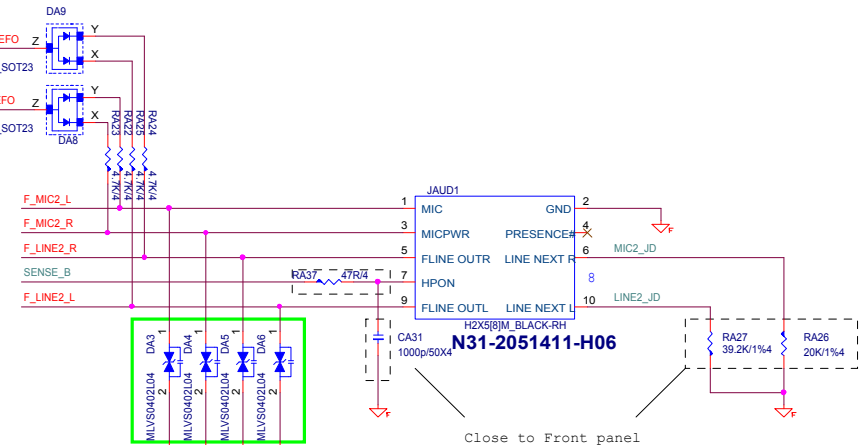 DA9
EFO Z
Y
X
_SOT23
EFO Z
Y
X
_SOT23
DA8
RA23
RA22
RA25
RA24
4.7K/4
4.7K/4
4.7K/4
4.7K/4
JAUD1
F_MIC2_L
1 MIC GND 2
F
F_MIC2_R
3 MICPWR PRESENCE# 4
F_LINE2_R
5 FLINE OUTR LINE NEXT R 6 MIC2_JD
SENSE_B
RA37 47R/4
7 HPON 8
F_LINE2_L
9 FLINE OUTL LINE NEXT L 10 LINE2_JD
H2X5[8]M_BLACK-RH
N31-2051411-H06
DA3 1
MLVS0402L04 2
DA4 1
MLVS0402L04 2
DA5 1
MLVS0402L04 2
DA6 1
MLVS0402L04 2
CA31
1000p/50X4
F
RA27
39.2K/1%4
RA26
20K/1%4
F
Close to Front panel